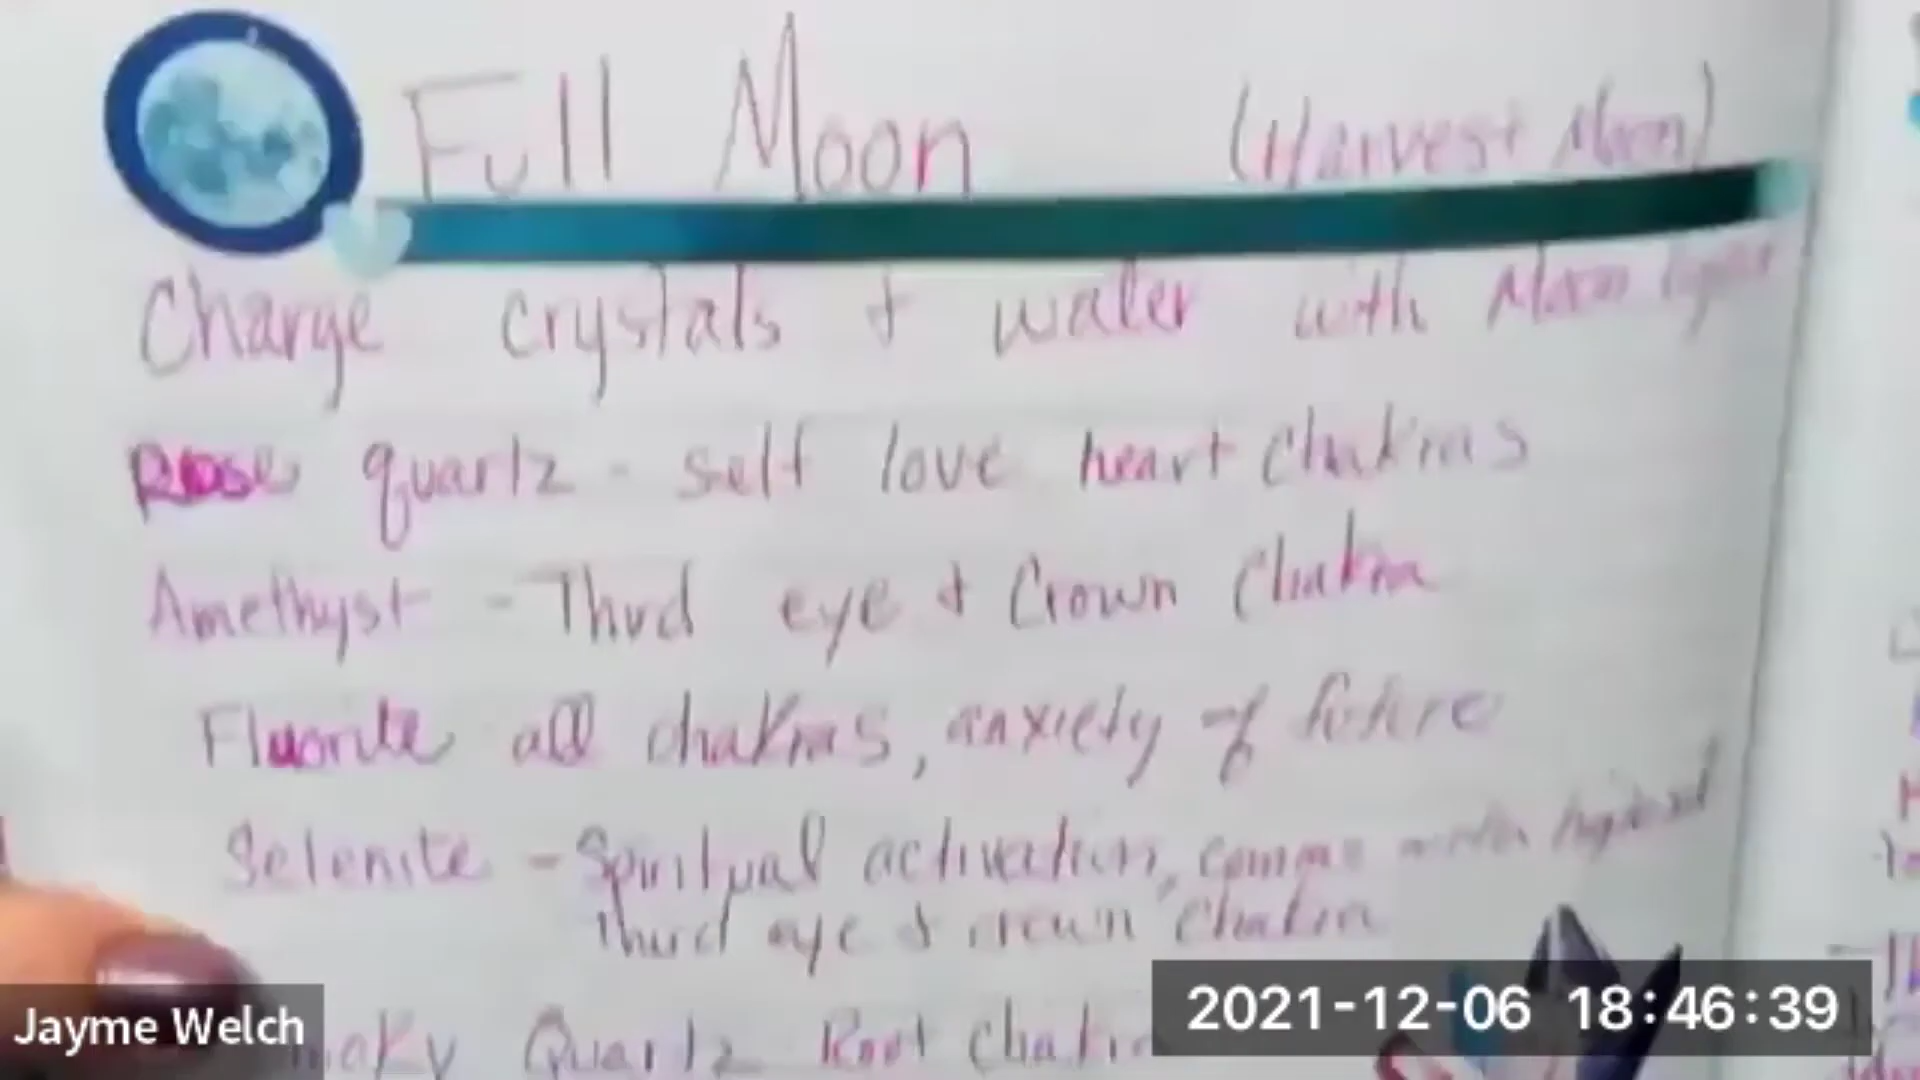 Full Moon (Harvest Moon)
Charge crystals + water with Moon
Rose quartz - self love heart Chakras
Amethyst - Third eye + Crown Chakra
Fluorite all chakras, anxiety of future
Selenite - Spiritual activation,
Third eye + crown Chakra
Quartz Root Chakra
Jayme Welch
2021-12-06 18:46:39